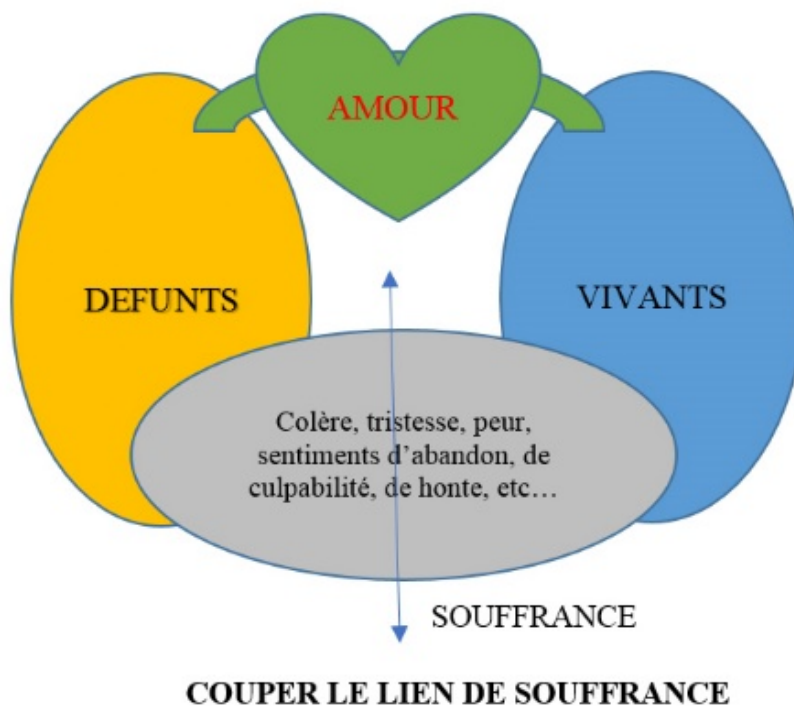 AMOUR
DEFUNTS
VIVANTS
Colère, tristesse, peur,
sentiments d’abandon, de
culpabilité, de honte, etc…
SOUFFRANCE
COUPER LE LIEN DE SOUFFRANCE